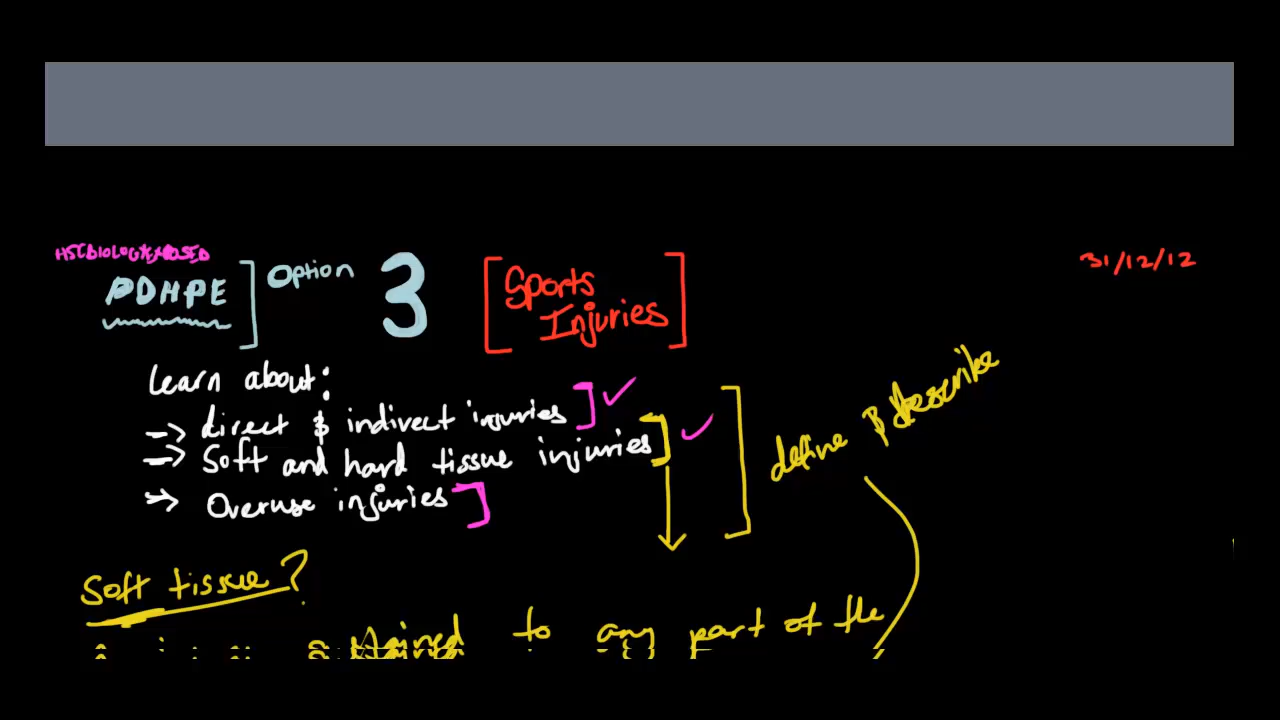 HSCBIOLOGYEXPOSED
PDHPE] Option 3 [Sports Injuries]
31/12/12
Learn about:
→ direct & indirect injuries] ✓
→ Soft and hard tissue injuries] ✓
→ Overuse injuries]
define & describe
Soft tissue?
sustained to any part of the